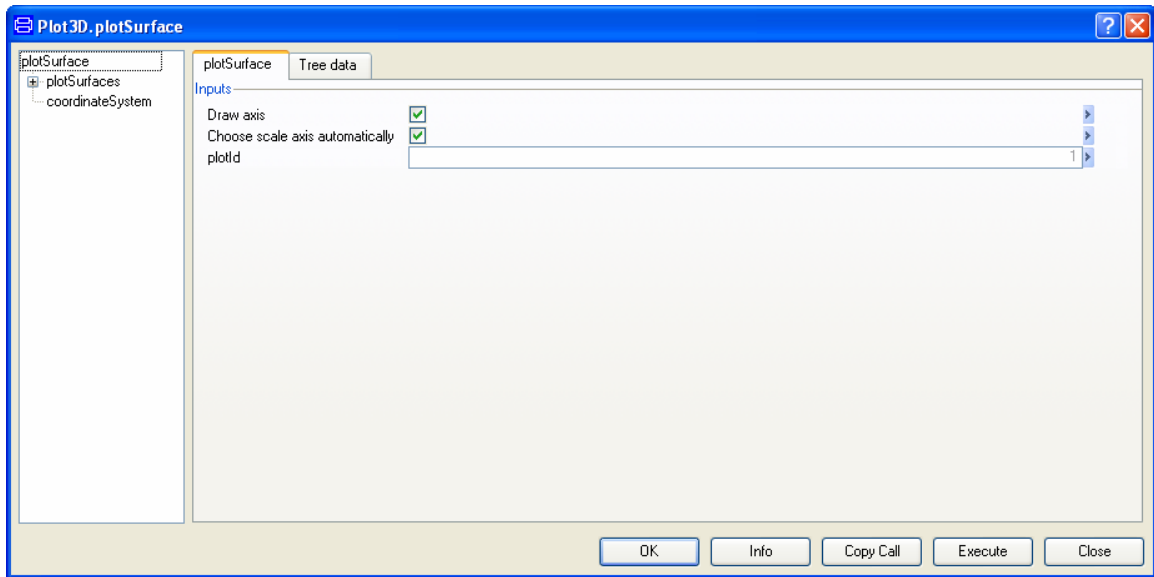 Plot3D.plotSurface
plotSurface
plotSurfaces
coordinateSystem
plotSurface Tree data
Inputs
Draw axis
Choose scale axis automatically
plotId 1
OK Info Copy Call Execute Close